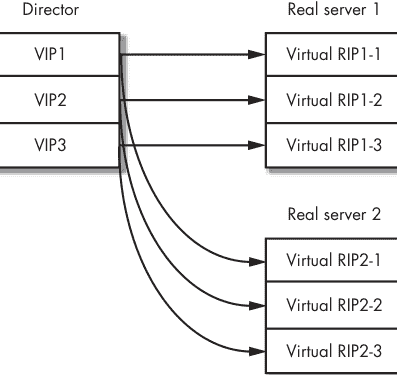 Director
VIP1
VIP2
VIP3
Real server 1
Virtual RIP1-1
Virtual RIP1-2
Virtual RIP1-3
Real server 2
Virtual RIP2-1
Virtual RIP2-2
Virtual RIP2-3